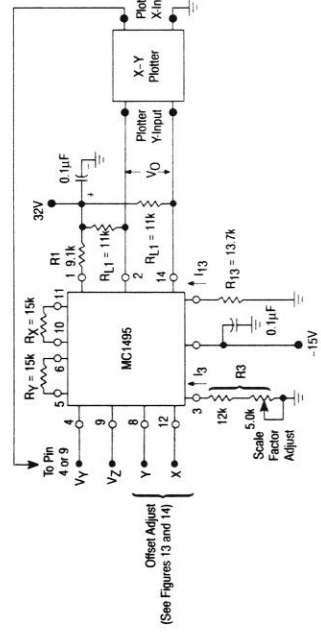 Plotter
X-Input
X-Y
Plotter
Plotter
Y-Input
VO
32V
0.1μF
+
R1
9.1k
RL1 = 11k
RL1 = 11k
1
2
14
I13
R13 = 13.7k
RX = 15k
RY = 15k
11
10
6
5
MC1495
To Pin
4 or 9
VY
4
VZ
9
Y
8
X
12
Offset Adjust
(See Figures 13 and 14)
3
I3
12k
5.0k
R3
Scale
Factor
Adjust
0.1μF
-15V